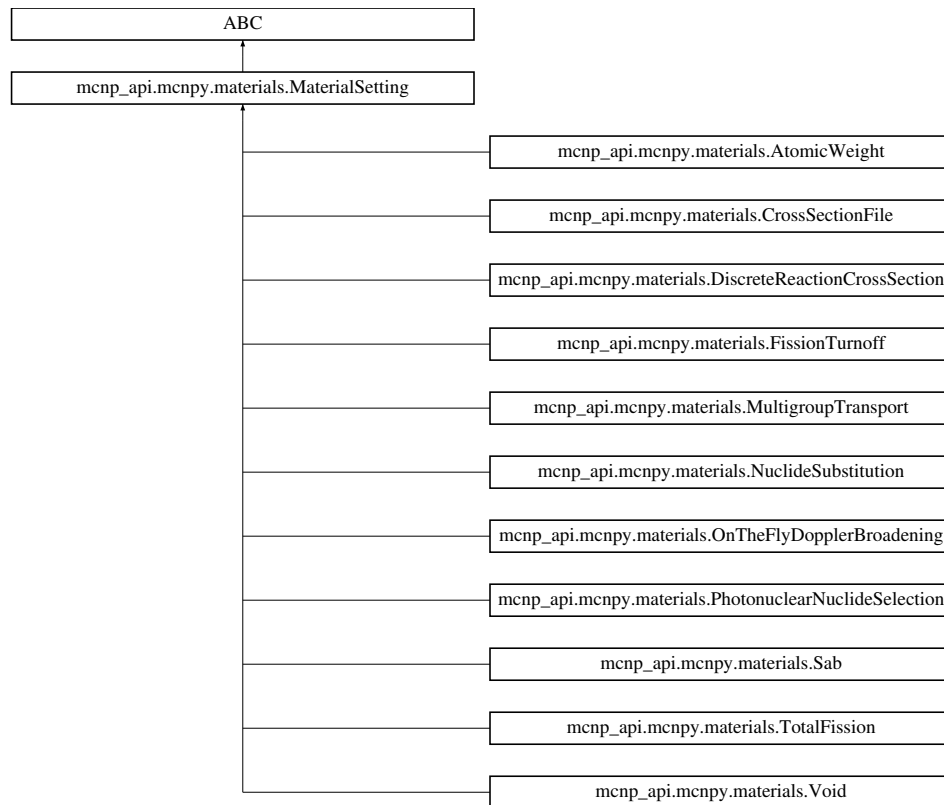 ABC
mcnp_api.mcnpy.materials.MaterialSetting
mcnp_api.mcnpy.materials.AtomicWeight
mcnp_api.mcnpy.materials.CrossSectionFile
mcnp_api.mcnpy.materials.DiscreteReactionCrossSection
mcnp_api.mcnpy.materials.FissionTurnoff
mcnp_api.mcnpy.materials.MultigroupTransport
mcnp_api.mcnpy.materials.NuclideSubstitution
mcnp_api.mcnpy.materials.OnTheFlyDopplerBroadening
mcnp_api.mcnpy.materials.PhotonuclearNuclideSelection
mcnp_api.mcnpy.materials.Sab
mcnp_api.mcnpy.materials.TotalFission
mcnp_api.mcnpy.materials.Void